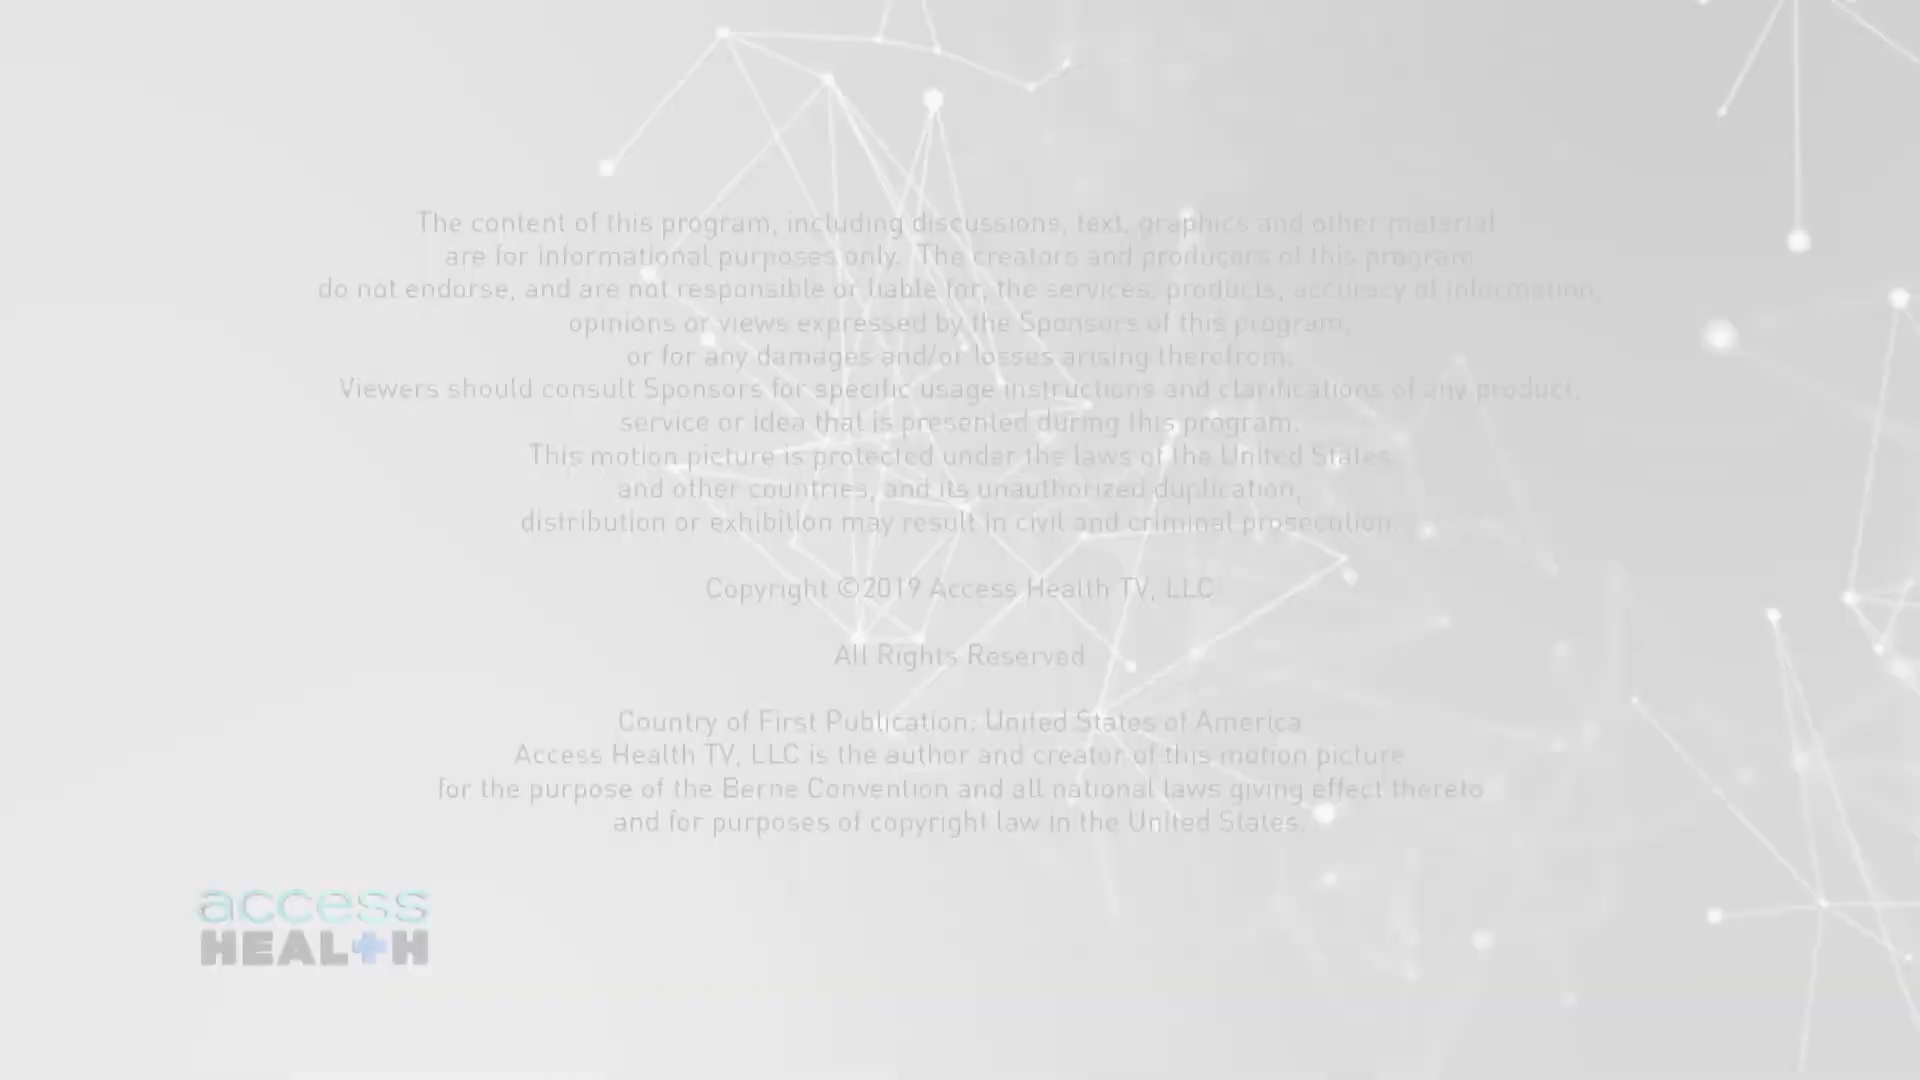 The content of this program, including discussions, text, graphics and other material
are for informational purposes only. The creators and producers of this program
do not endorse, and are not responsible or liable for, the services, products, accuracy of information,
opinions or views expressed by the Sponsors of this program,
or for any damages and/or losses arising therefrom.
Viewers should consult Sponsors for specific usage instructions and clarifications of any product,
service or idea that is presented during this program.
This motion picture is protected under the laws of the United States
and other countries, and its unauthorized duplication,
distribution or exhibition may result in civil and criminal prosecution.
Copyright ©2019 Access Health TV, LLC
All Rights Reserved
Country of First Publication: United States of America
Access Health TV, LLC is the author and creator of this motion picture
for the purpose of the Berne Convention and all national laws giving effect thereto
and for purposes of copyright law in the United States.
access
HEALTH